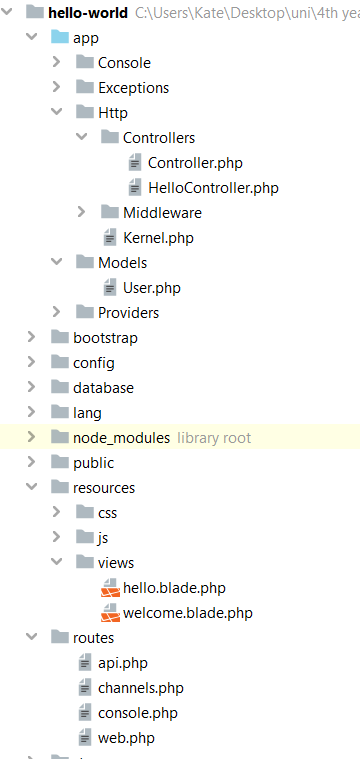 hello-world C:\Users\Kate\Desktop\uni\4th yea
app
Console
Exceptions
Http
Controllers
Controller.php
HelloController.php
Middleware
Kernel.php
Models
User.php
Providers
bootstrap
config
database
lang
node_modules library root
public
resources
css
js
views
hello.blade.php
welcome.blade.php
routes
api.php
channels.php
console.php
web.php